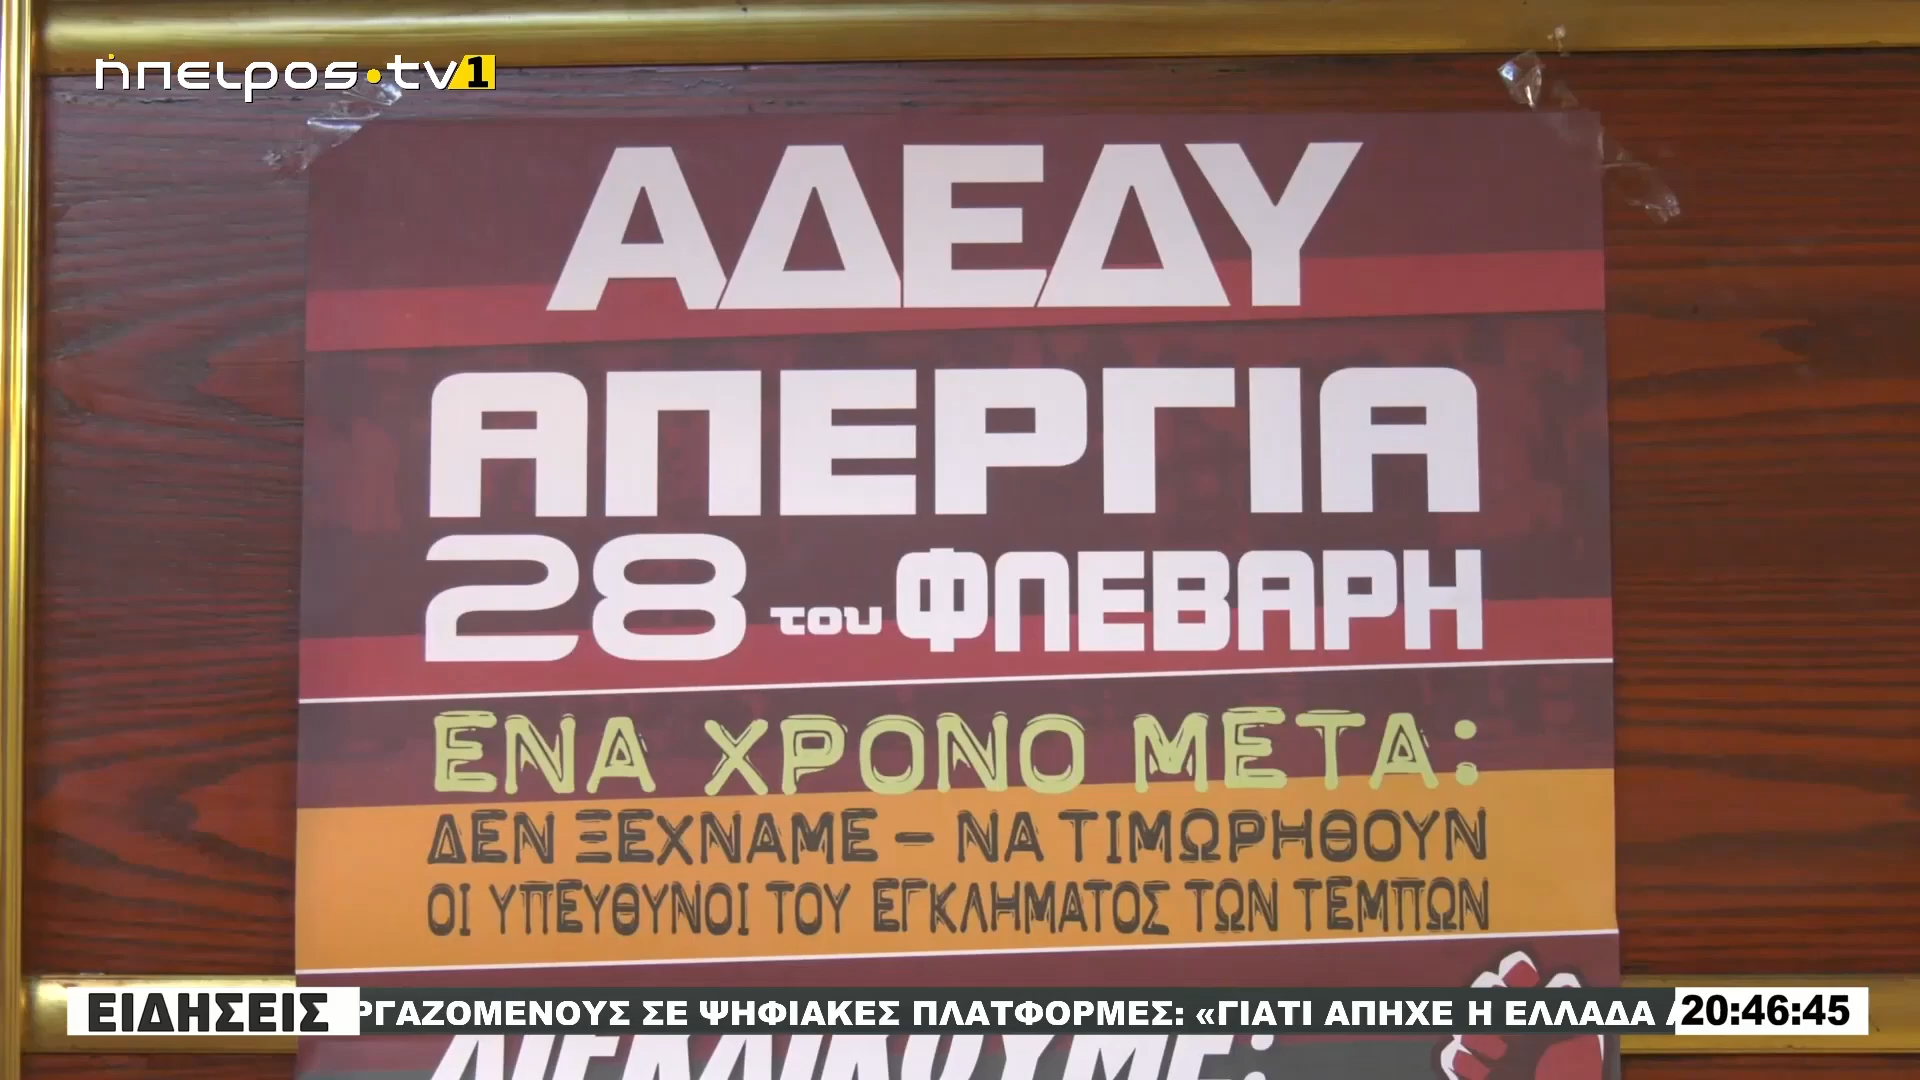 ήπειρος•tv1
ΑΔΕΔΥ
ΑΠΕΡΓΙΑ
28 του ΦΛΕΒΑΡΗ
ΕΝΑ ΧΡΟΝΟ ΜΕΤΑ:
ΔΕΝ ΞΕΧΝΑΜΕ – ΝΑ ΤΙΜΩΡΗΘΟΥΝ
ΟΙ ΥΠΕΥΘΥΝΟΙ ΤΟΥ ΕΓΚΛΗΜΑΤΟΣ ΤΩΝ ΤΕΜΠΩΝ
ΕΙΔΗΣΕΙΣ ΡΓΑΖΟΜΕΝΟΥΣ ΣΕ ΨΗΦΙΑΚΕΣ ΠΛΑΤΦΟΡΜΕΣ: «ΓΙΑΤΙ ΑΠΗΧΕ Η ΕΛΛΑΔΑ 20:46:45